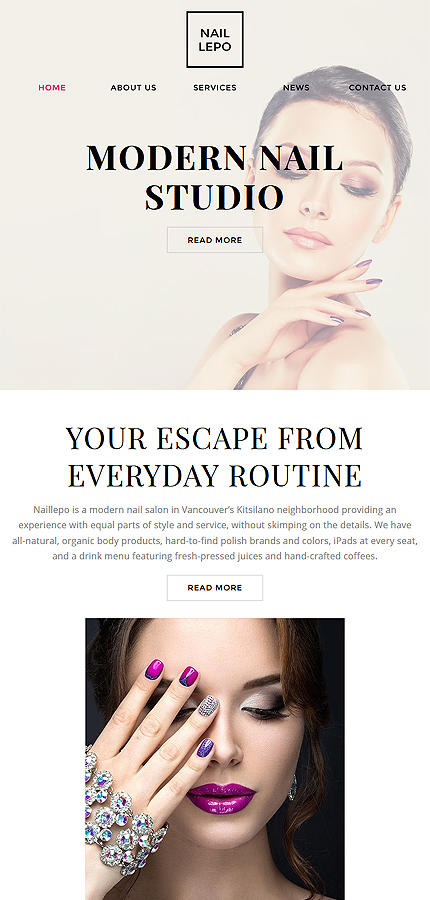 NAIL
LEPO
HOME ABOUT US SERVICES NEWS CONTACT US
MODERN NAIL
STUDIO
READ MORE
YOUR ESCAPE FROM
EVERYDAY ROUTINE
Naillepo is a modern nail salon in Vancouver's Kitsilano neighborhood providing an
experience with equal parts of style and service, without skimping on the details. We have
all-natural, organic body products, hard-to-find polish brands and colors, iPads at every seat,
and a drink menu featuring fresh-pressed juices and hand-crafted coffees.
READ MORE